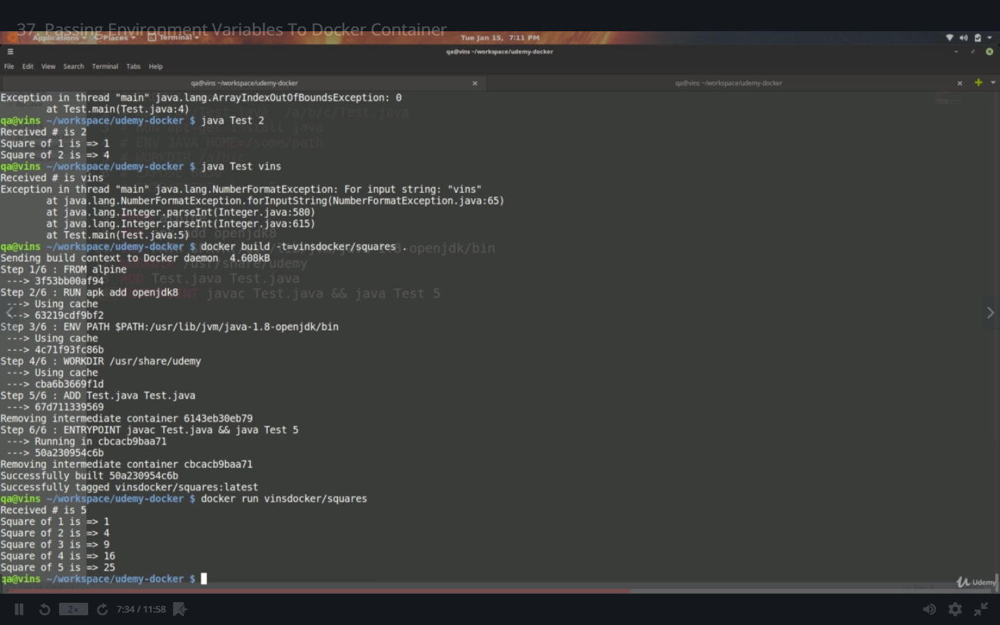 37. Passing Environment Variables To Docker Container
Applications Places Terminal Tue Jan 15, 7:11 PM
qa@vins ~/workspace/udemy-docker
File Edit View Search Terminal Tabs Help
qa@vins ~/workspace/udemy-docker qa@vins ~/workspace/udemy-docker
Exception in thread "main" java.lang.ArrayIndexOutOfBoundsException: 0
at Test.main(Test.java:4)
qa@vins ~/workspace/udemy-docker $ java Test 2
Received # is 2
Square of 1 is => 1
Square of 2 is => 4
qa@vins ~/workspace/udemy-docker $ java Test vins
Received # is vins
Exception in thread "main" java.lang.NumberFormatException: For input string: "vins"
at java.lang.NumberFormatException.forInputString(NumberFormatException.java:65)
at java.lang.Integer.parseInt(Integer.java:580)
at java.lang.Integer.parseInt(Integer.java:615)
at Test.main(Test.java:5)
qa@vins ~/workspace/udemy-docker $ docker build -t=vinsdocker/squares .
Sending build context to Docker daemon  4.608kB
Step 1/6 : FROM alpine
---> 3f53bb00af94
Step 2/6 : RUN apk add openjdk8
---> Using cache
---> 63219cdf9bf2
Step 3/6 : ENV PATH $PATH:/usr/lib/jvm/java-1.8-openjdk/bin
---> Using cache
---> 4c71f93fc86b
Step 4/6 : WORKDIR /usr/share/udemy
---> Using cache
---> cba6b3669f1d
Step 5/6 : ADD Test.java Test.java
---> 67d711339569
Removing intermediate container 6143eb30eb79
Step 6/6 : ENTRYPOINT javac Test.java && java Test 5
---> Running in cbcacb9baa71
---> 50a230954c6b
Removing intermediate container cbcacb9baa71
Successfully built 50a230954c6b
Successfully tagged vinsdocker/squares:latest
qa@vins ~/workspace/udemy-docker $ docker run vinsdocker/squares
Received # is 5
Square of 1 is => 1
Square of 2 is => 4
Square of 3 is => 9
Square of 4 is => 16
Square of 5 is => 25
qa@vins ~/workspace/udemy-docker $
Udemy
2x 7:34 / 11:58